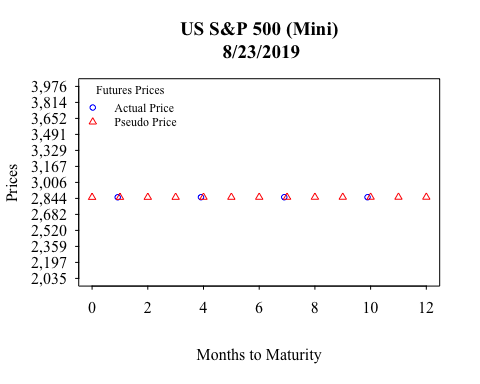 US S&P 500 (Mini)
8/23/2019
Futures Prices
Actual Price
Pseudo Price
Prices
3,976
3,814
3,652
3,491
3,329
3,167
3,006
2,844
2,682
2,520
2,359
2,197
2,035
0 2 4 6 8 10 12
Months to Maturity